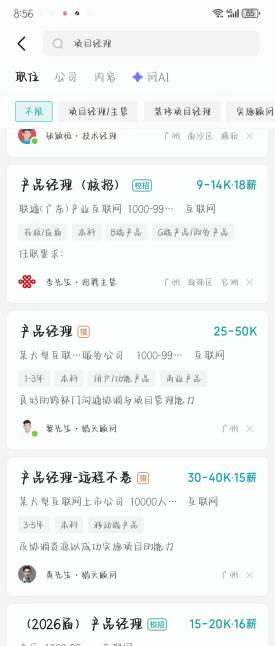 8:56
85
项目经理
职位 公司 内容 问AI
不限 项目经理/主管 装修项目经理 实施顾问
· 技术经理 广州 南沙区
产品经理（核招） 校招 9-14K·18薪
联通(广东)产业互联网 1000-99… 互联网
在校/应届 本科 B端产品 G端产品/政务产品
任职要求:
李先生 · 招聘主管 广州 海珠区 官洲
产品经理 猎 25-50K
某大型互联…服务公司 1000-99… 互联网
1-3年 本科 用户/功能产品 商业产品
良好的跨部门沟通协调与项目管理能力
黎先生 · 猎头顾问 广州
产品经理-远程不卷 猎 30-40K·15薪
某大型互联网上市公司 10000人… 互联网
3-5年 本科 移动端产品
及协调资源以成功实施项目的能力
黄先生 · 猎头顾问 广州
（2026届）产品经理 校招 15-20K·16薪